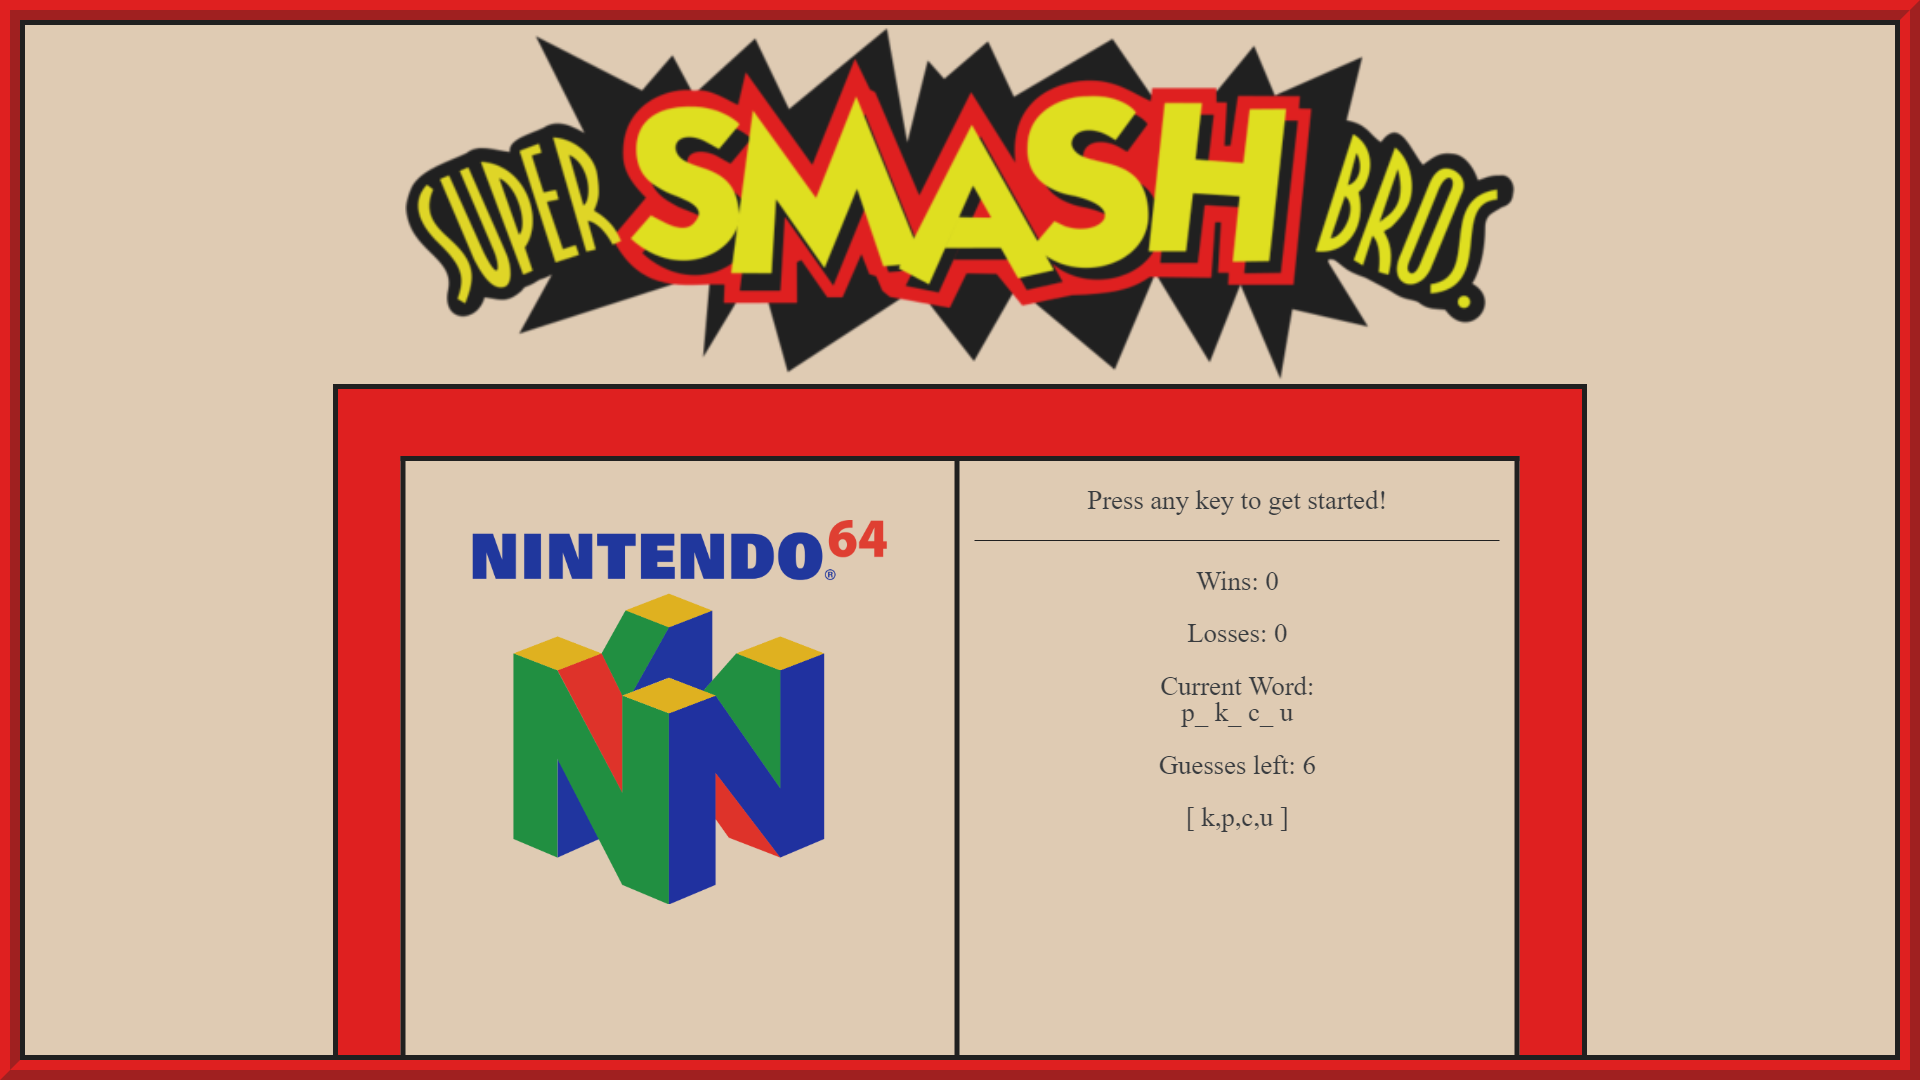 SUPER SMASH BROS.
NINTENDO64®
Press any key to get started!
Wins: 0
Losses: 0
Current Word:
p_ k_ c_ u
Guesses left: 6
[ k,p,c,u ]